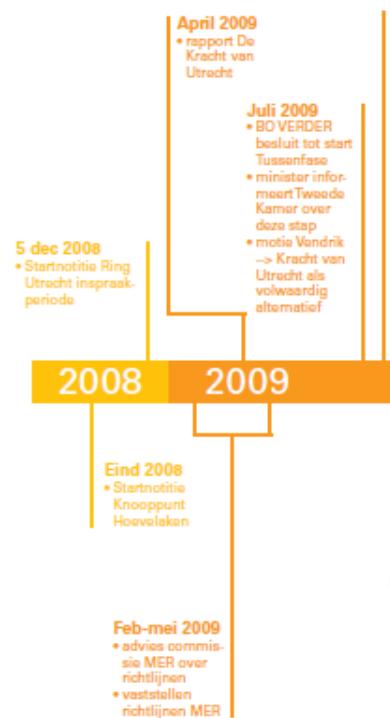 April 2009
• rapport De
Kracht van
Utrecht
Juli 2009
• BO VERDER
besluit tot start
Tussenfase
• minister infor-
meert Tweede
Kamer over
deze stap
• motie Vendrik
--> Kracht van
Utrecht als
volwaardig
alternatief
5 dec 2008
• Startnotitie Ring
Utrecht inspraak-
periode
2008
2009
Eind 2008
• Startnotitie
Knooppunt
Hoevelaken
Feb-mei 2009
• advies commis-
sie MER over
richtlijnen
• vaststellen
richtlijnen MER